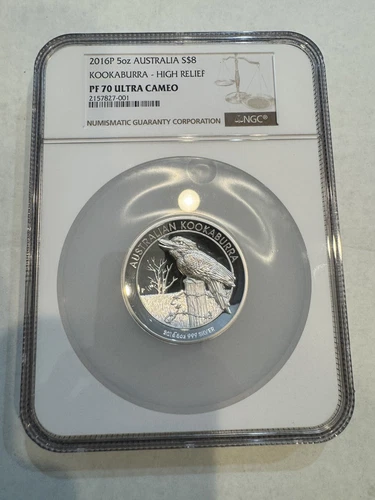 2016P 5oz AUSTRALIA S$8
KOOKABURRA - HIGH RELIEF
PF 70 ULTRA CAMEO
2157827-001
NUMISMATIC GUARANTY CORPORATION
NGC®
AUSTRALIAN KOOKABURRA
2016 5oz 999 SILVER